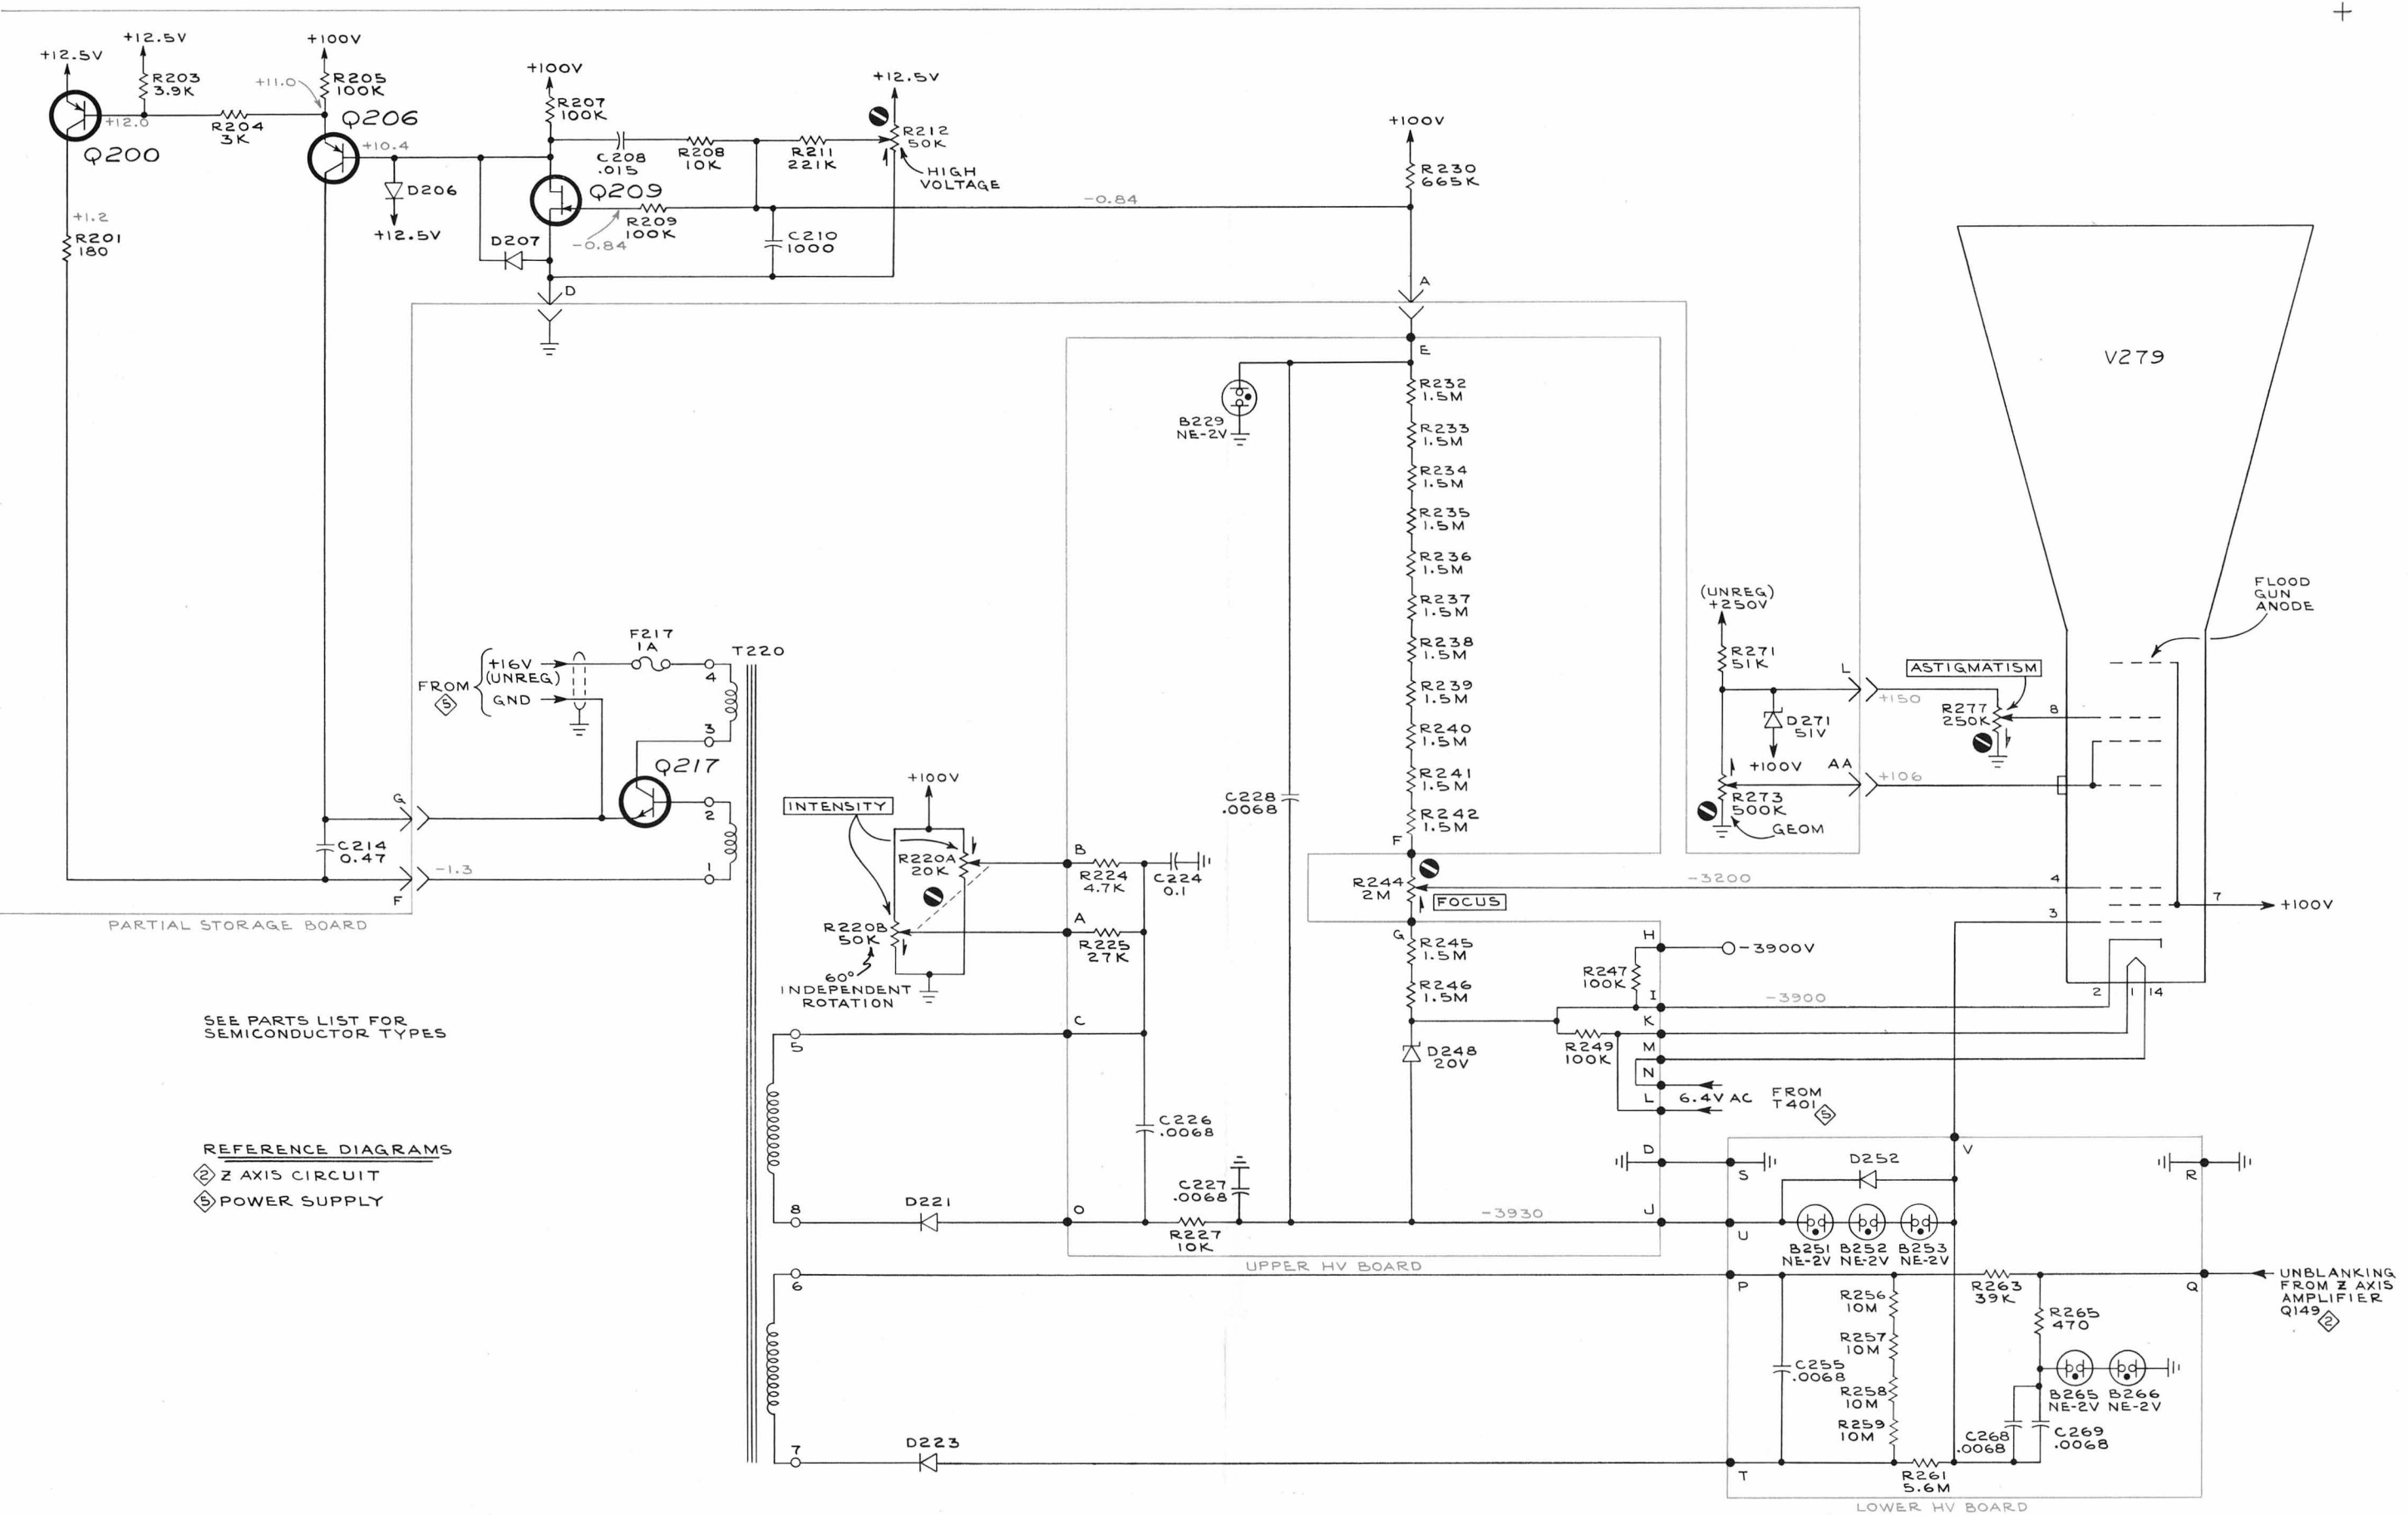 +12.5V
+12.5V
+100V
R203
3.9K
+11.0
R205
100K
+12.0
R204
3K
Q206
Q200
+10.4
D206
+12.5V
+1.2
R201
180
+100V
R207
100K
C208
.015
R208
10K
R211
221K
+12.5V
R212
50K
HIGH
VOLTAGE
Q209
R209
100K
-0.84
-0.84
D207
C210
1000
D
+100V
R230
665K
A
E
B229
NE-2V
R232
1.5M
R233
1.5M
R234
1.5M
R235
1.5M
R236
1.5M
R237
1.5M
R238
1.5M
R239
1.5M
R240
1.5M
R241
1.5M
R242
1.5M
F
C228
.0068
V279
FLOOD
GUN
ANODE
(UNREG)
+250V
R271
51K
L
+150
ASTIGMATISM
R277
250K
8
D271
51V
+100V
AA
+106
R273
500K
GEOM
FROM
5
+16V
(UNREG)
GND
F217
1A
T220
4
3
Q217
2
1
G
C214
0.47
-1.3
F
PARTIAL STORAGE BOARD
+100V
INTENSITY
R220A
20K
R220B
50K
60°
INDEPENDENT
ROTATION
B
R224
4.7K
C224
0.1
A
R225
27K
C
5
R244
2M
FOCUS
-3200
4
3
7
+100V
G
R245
1.5M
R246
1.5M
H
-3900V
R247
100K
I
-3900
2
1
14
K
R249
100K
M
N
L
6.4V AC
FROM
T401
5
D248
20V
SEE PARTS LIST FOR
SEMICONDUCTOR TYPES
REFERENCE DIAGRAMS
2 Z AXIS CIRCUIT
5 POWER SUPPLY
C226
.0068
C227
.0068
8
D221
O
R227
10K
-3930
J
UPPER HV BOARD
D
S
D252
V
R
U
B251
NE-2V
B252
NE-2V
B253
NE-2V
6
P
R263
39K
Q
UNBLANKING
FROM Z AXIS
AMPLIFIER
Q149 2
R256
10M
R257
10M
R258
10M
R259
10M
C255
.0068
R265
470
B265
NE-2V
B266
NE-2V
C268
.0068
C269
.0068
7
D223
T
R261
5.6M
LOWER HV BOARD